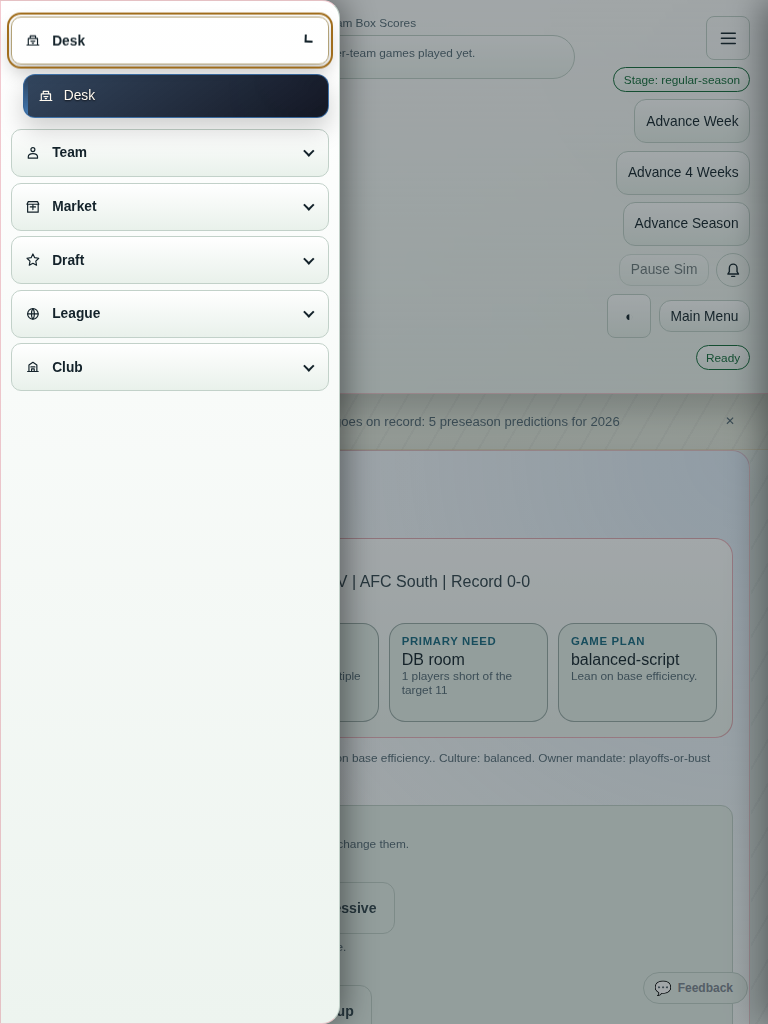 Desk
Desk
Team
Market
Draft
League
Club
am Box Scores
er-team games played yet.
Stage: regular-season
Advance Week
Advance 4 Weeks
Advance Season
Pause Sim
Main Menu
Ready
goes on record: 5 preseason predictions for 2026
×
V | AFC South | Record 0-0
tiple
PRIMARY NEED
DB room
1 players short of the
target 11
GAME PLAN
balanced-script
Lean on base efficiency.
on base efficiency.. Culture: balanced. Owner mandate: playoffs-or-bust
change them.
essive
e.
up
Feedback